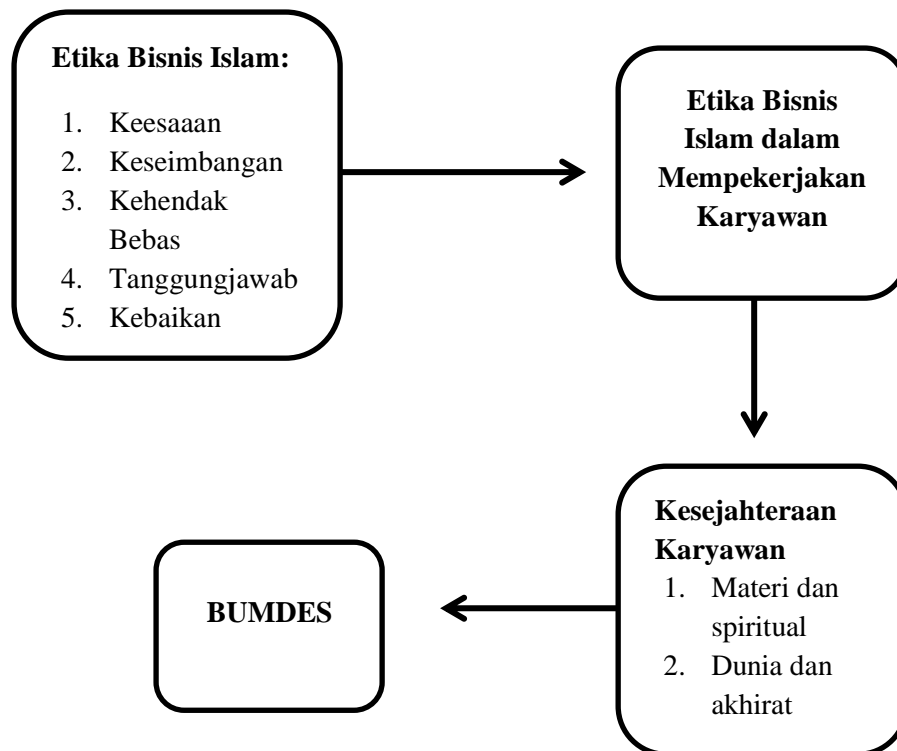 Etika Bisnis Islam:
1. Keesaaan
2. Keseimbangan
3. Kehendak
Bebas
4. Tanggungjawab
5. Kebaikan
Etika Bisnis
Islam dalam
Mempekerjakan
Karyawan
Kesejahteraan
Karyawan
1. Materi dan
spiritual
2. Dunia dan
akhirat
BUMDES